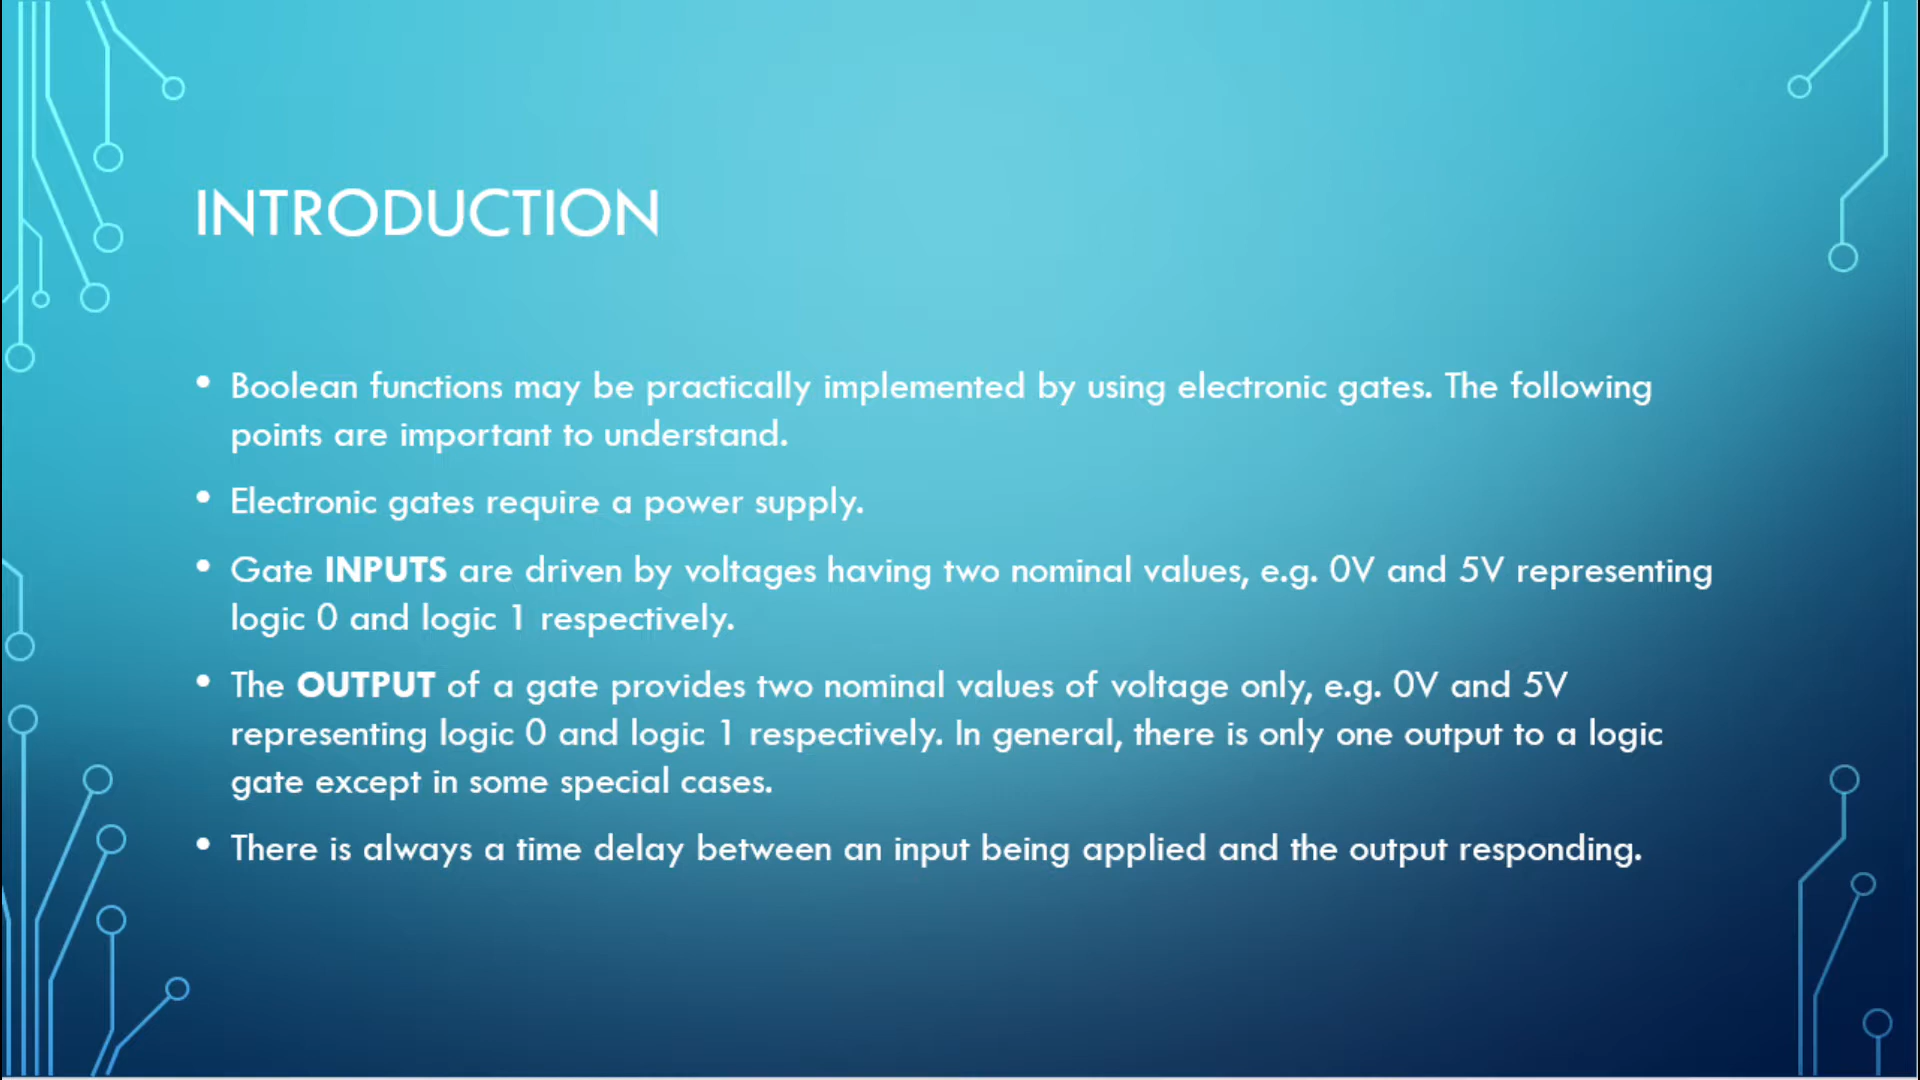 INTRODUCTION
• Boolean functions may be practically implemented by using electronic gates. The following
points are important to understand.
• Electronic gates require a power supply.
• Gate INPUTS are driven by voltages having two nominal values, e.g. 0V and 5V representing
logic 0 and logic 1 respectively.
• The OUTPUT of a gate provides two nominal values of voltage only, e.g. 0V and 5V
representing logic 0 and logic 1 respectively. In general, there is only one output to a logic
gate except in some special cases.
• There is always a time delay between an input being applied and the output responding.